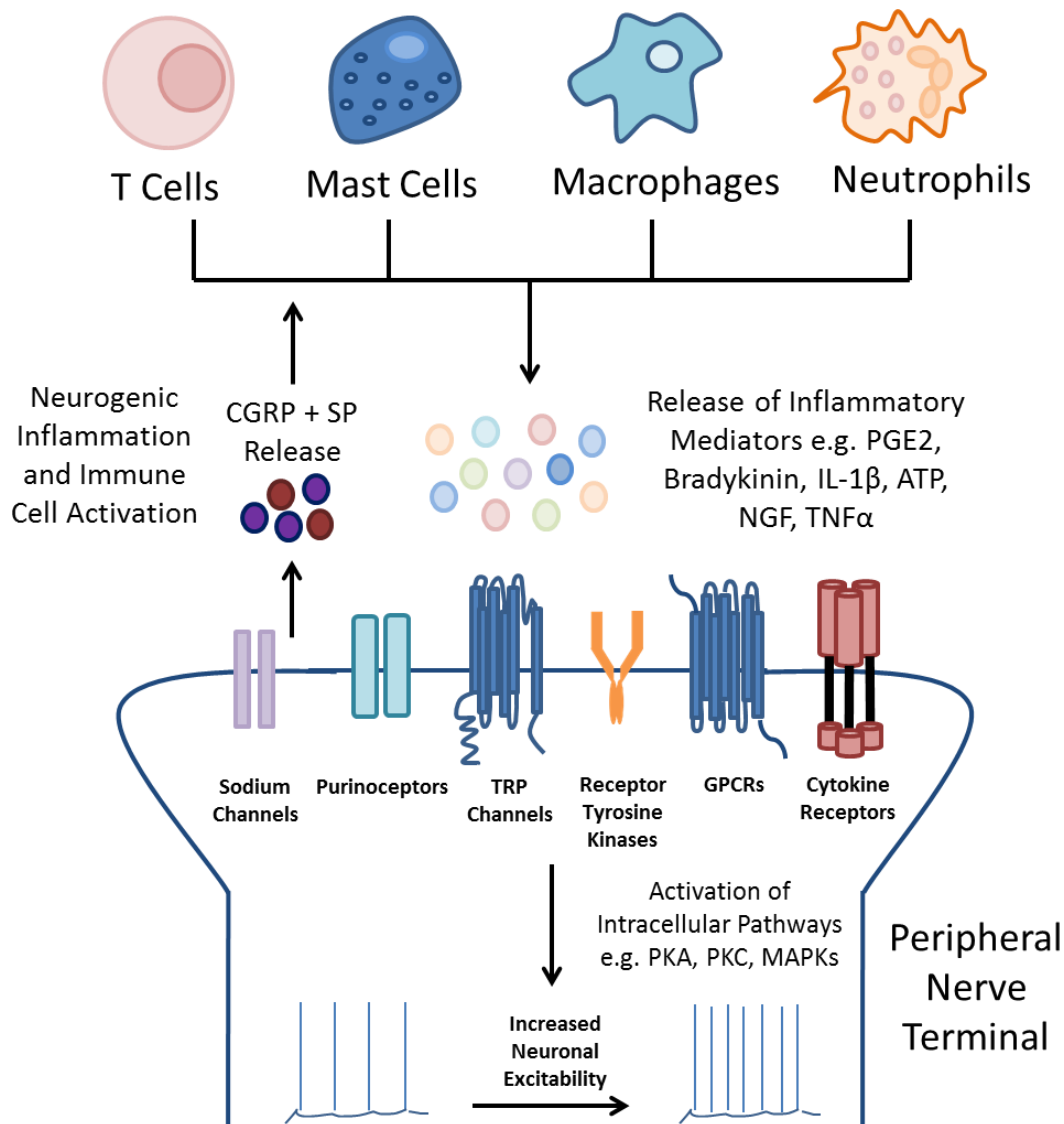 T Cells
Mast Cells
Macrophages
Neutrophils
Neurogenic
Inflammation
and Immune
Cell Activation
CGRP + SP
Release
Release of Inflammatory
Mediators e.g. PGE2,
Bradykinin, IL-1β, ATP,
NGF, TNFα
Sodium
Channels
Purinoceptors
TRP
Channels
Receptor
Tyrosine
Kinases
GPCRs
Cytokine
Receptors
Activation of
Intracellular Pathways
e.g. PKA, PKC, MAPKs
Peripheral
Nerve
Terminal
Increased
Neuronal
Excitability